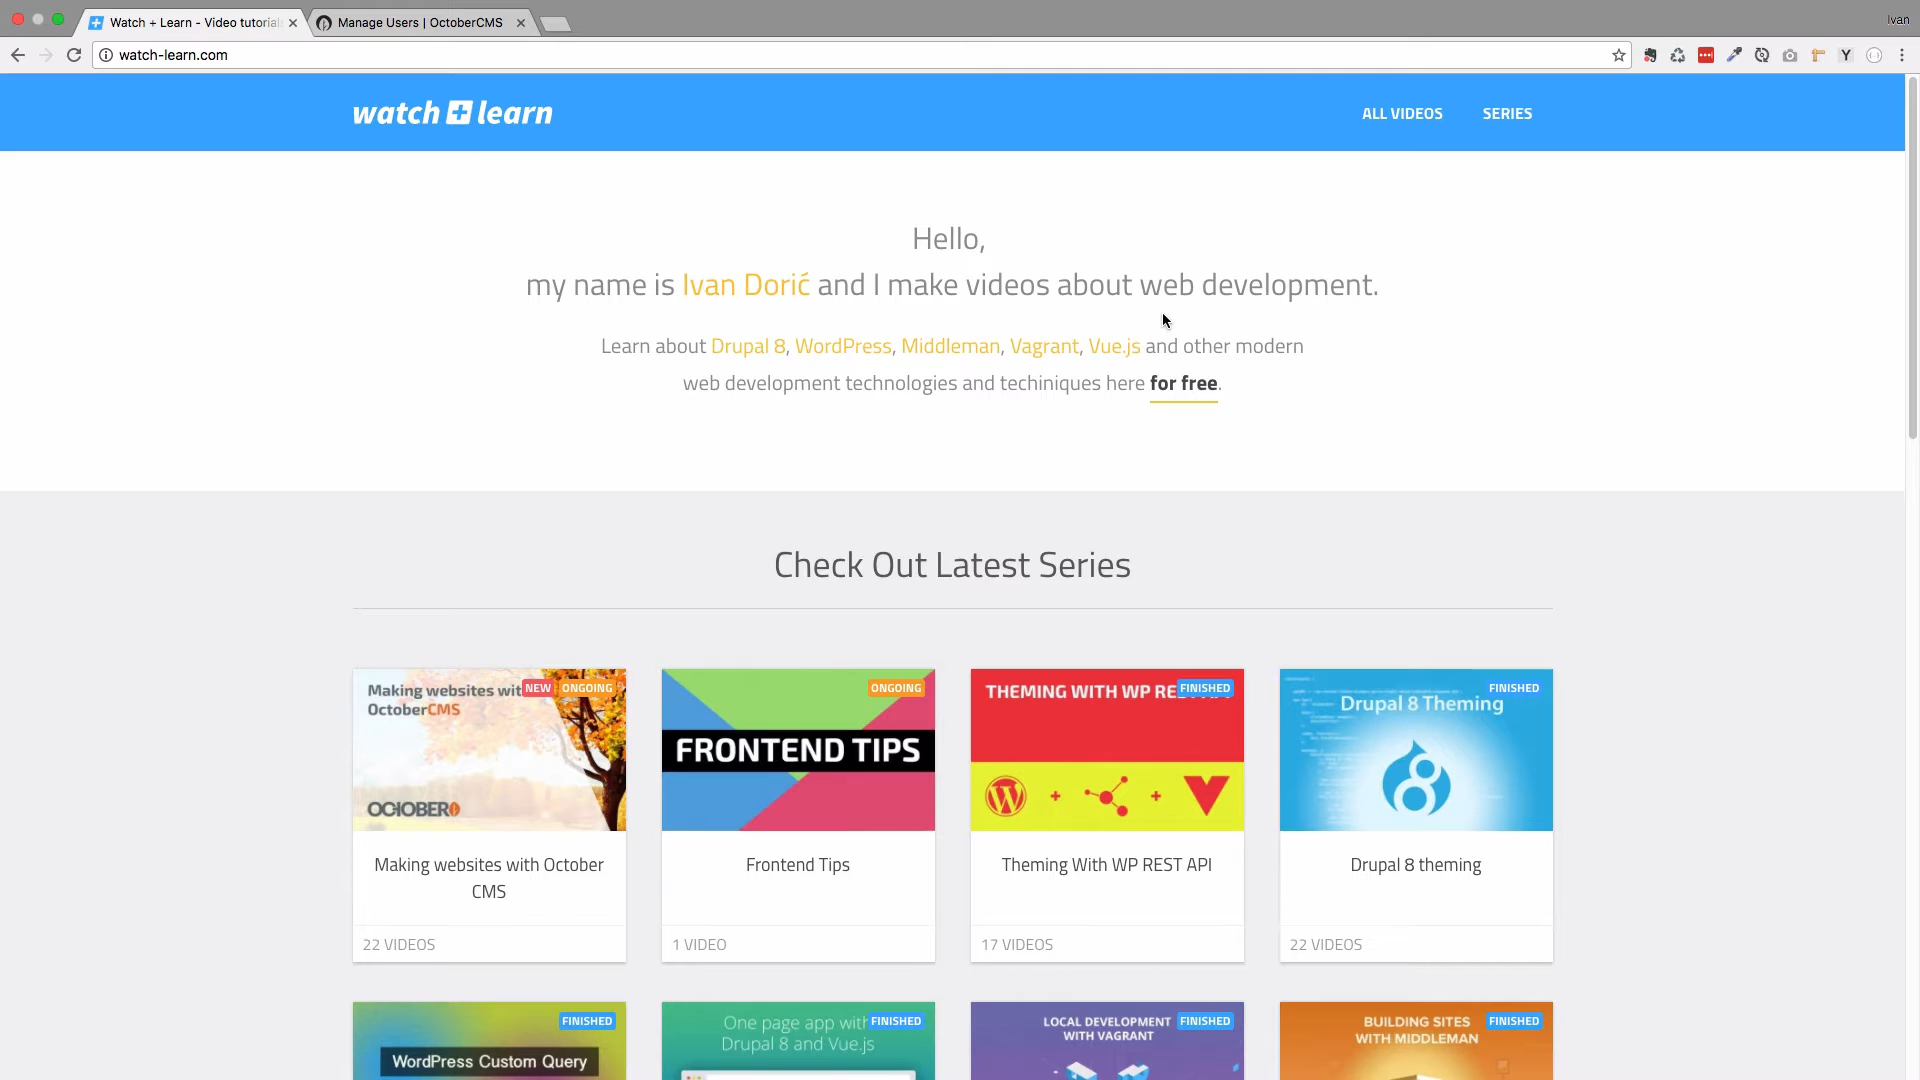 Watch + Learn - Video tutorial
Manage Users | OctoberCMS
Ivan
watch-learn.com
watch learn
ALL VIDEOS
SERIES
Hello,
my name is Ivan Dorić and I make videos about web development.
Learn about Drupal 8, WordPress, Middleman, Vagrant, Vue.js and other modern
web development technologies and techiniques here for free.
Check Out Latest Series
Making websites wit
OctoberCMS
NEW
ONGOING
OCTOBER
Making websites with October
CMS
22 VIDEOS
ONGOING
FRONTEND TIPS
Frontend Tips
1 VIDEO
THEMING WITH WP RE
FINISHED
Theming With WP REST API
17 VIDEOS
FINISHED
Drupal 8 Theming
Drupal 8 theming
22 VIDEOS
FINISHED
WordPress Custom Query
One page app with
FINISHED
Drupal 8 and Vue.js
LOCAL DEVELOPMENT
WITH VAGRANT
FINISHED
BUILDING SITES
WITH MIDDLEMAN
FINISHED